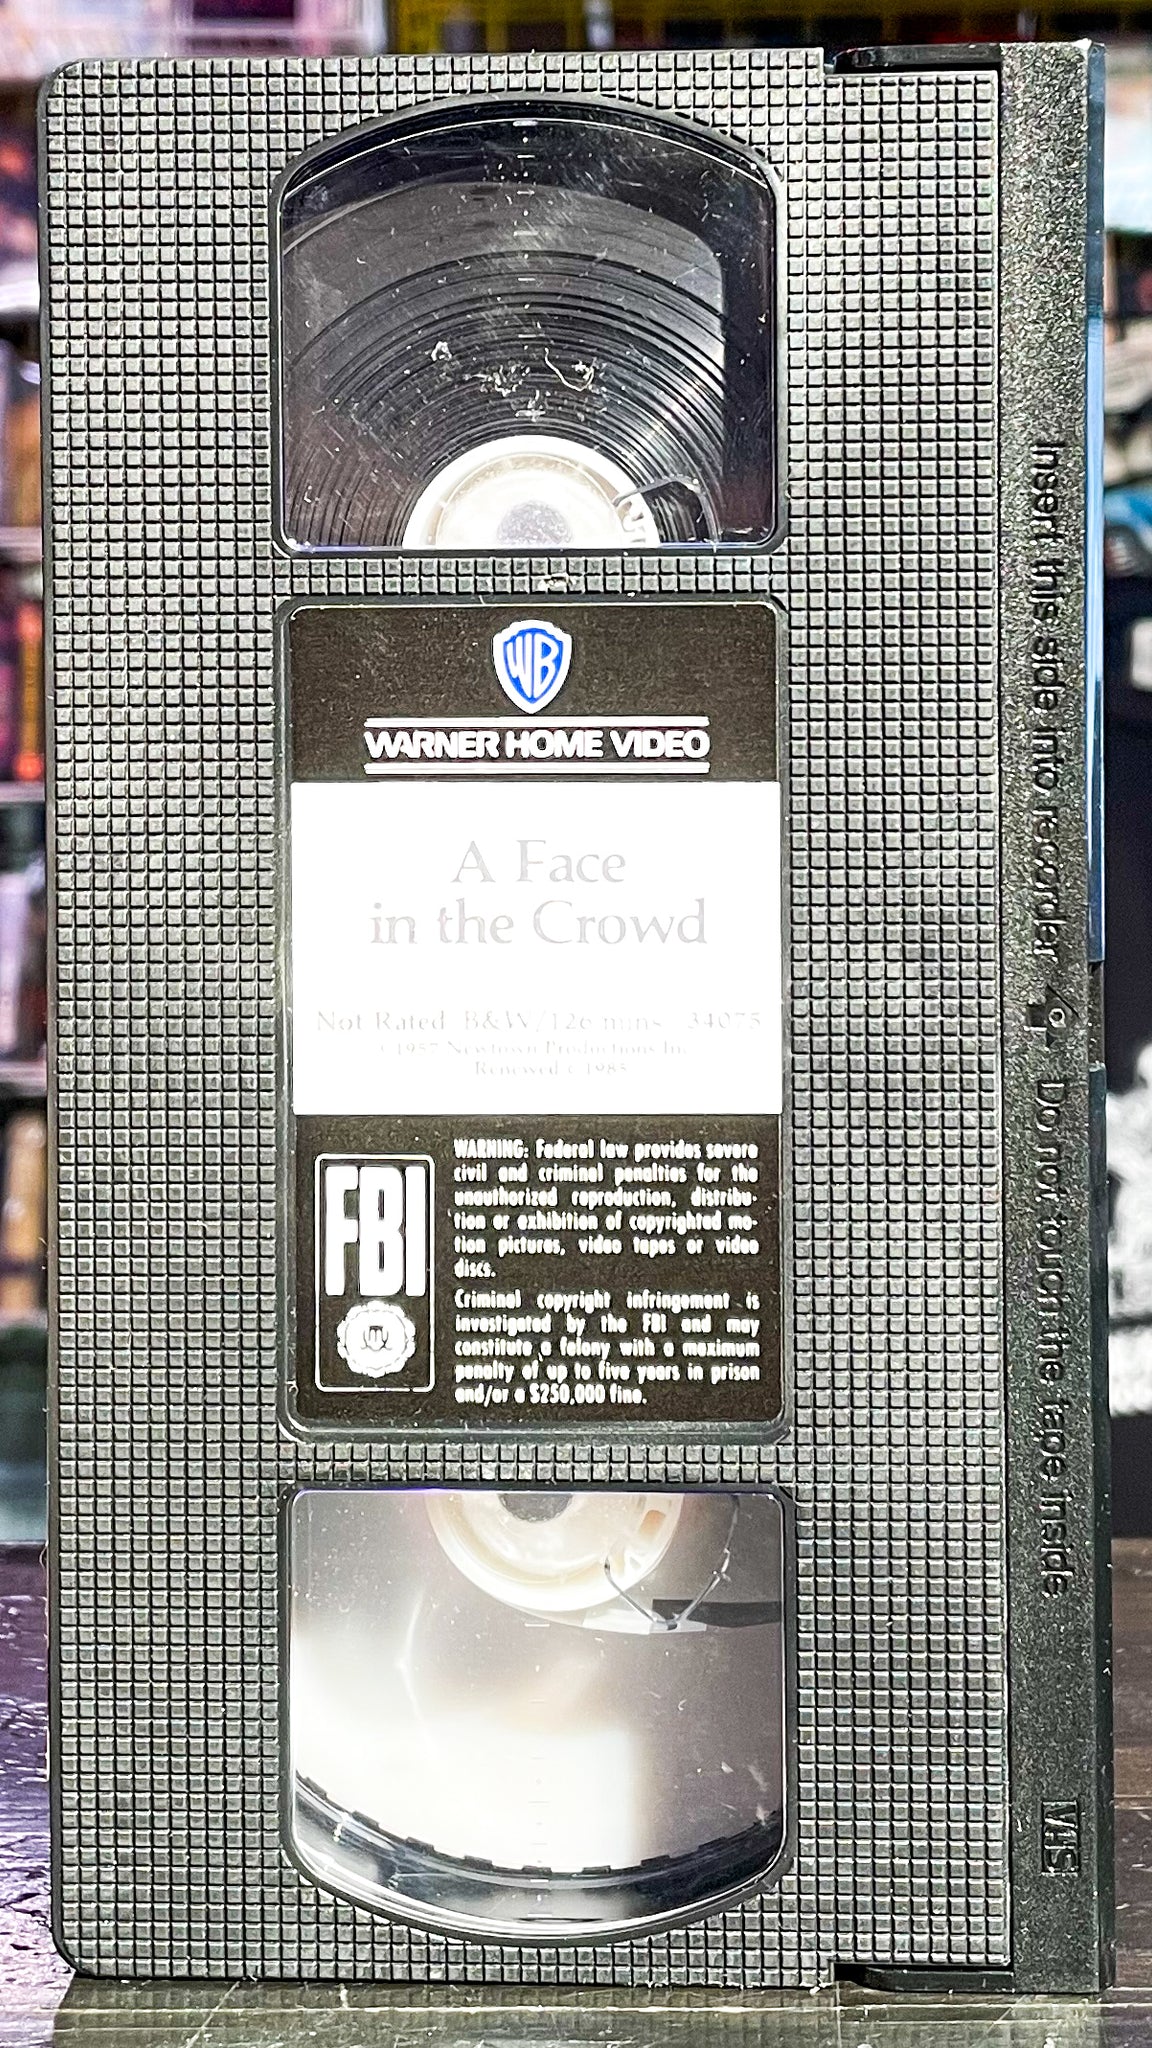 WB
WARNER HOME VIDEO
A Face
in the Crowd
Not Rated B&W/126 mins 34075
©1957 Newtown Productions Inc.
Renewed © 1985
FBI
WARNING: Federal law provides severe
civil and criminal penalties for the
unauthorized reproduction, distribu-
tion or exhibition of copyrighted mo-
tion pictures, video tapes or video
discs.
Criminal copyright infringement is
investigated by the FBI and may
constitute a felony with a maximum
penalty of up to five years in prison
and/or a $250,000 fine.
Insert this side into recorder Do not touch the tape inside
VHS